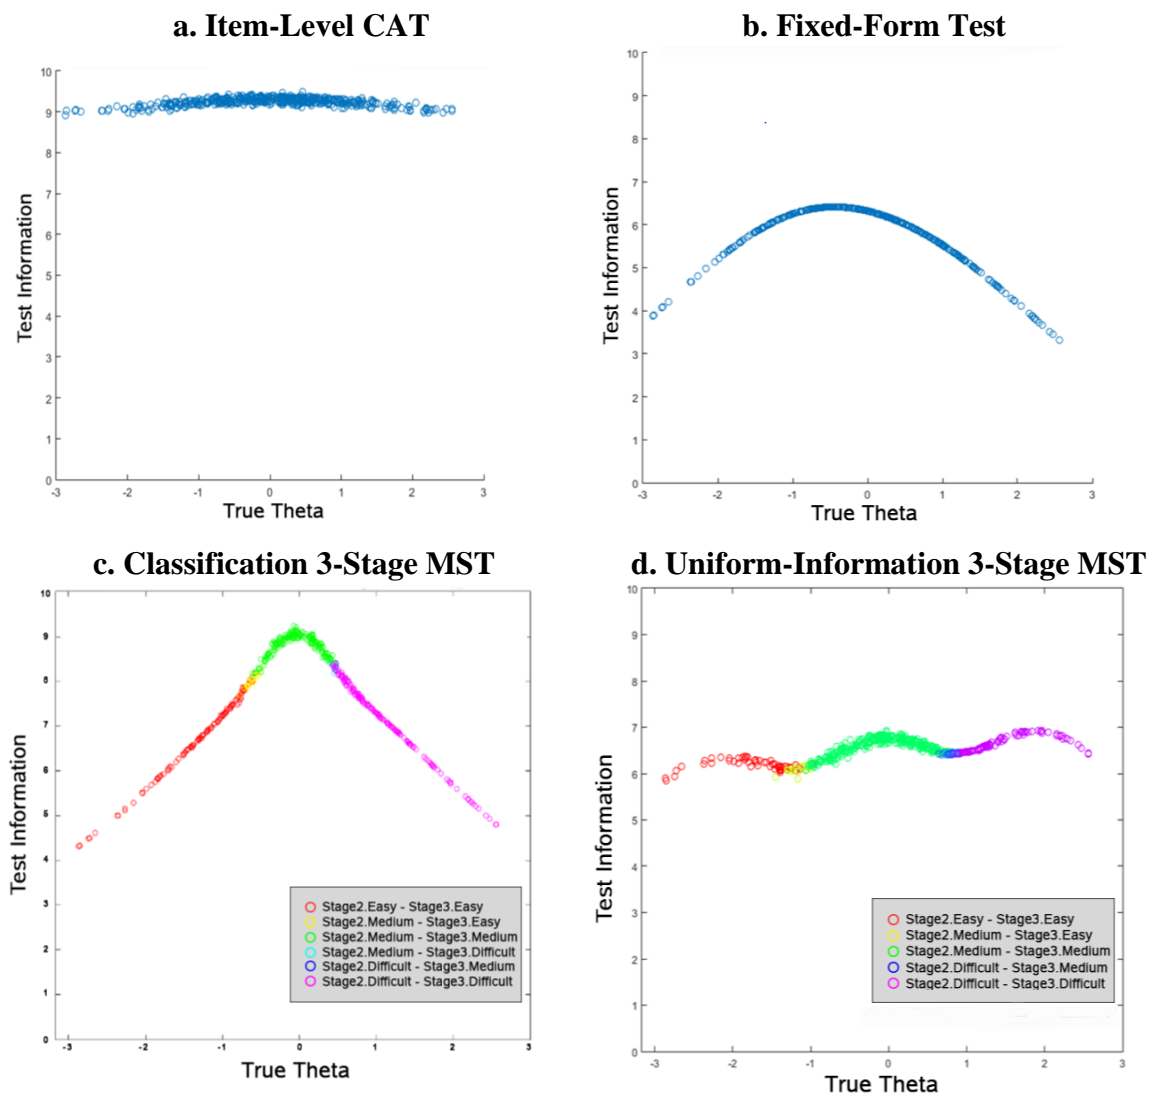 a. Item-Level CAT
10
9
8
7
6
5
4
3
2
1
0
-3 -2 -1 0 1 2 3
Test Information
True Theta
b. Fixed-Form Test
10
9
8
7
6
5
4
3
2
1
0
-3 -2 -1 0 1 2 3
Test Information
True Theta
c. Classification 3-Stage MST
10
9
8
7
6
5
4
3
2
1
0
-3 -2 -1 0 1 2 3
Test Information
True Theta
Stage2.Easy - Stage3.Easy
Stage2.Medium - Stage3.Easy
Stage2.Medium - Stage3.Medium
Stage2.Medium - Stage3.Difficult
Stage2.Difficult - Stage3.Medium
Stage2.Difficult - Stage3.Difficult
d. Uniform-Information 3-Stage MST
10
9
8
7
6
5
4
3
2
1
0
-3 -2 -1 0 1 2 3
Test Information
True Theta
Stage2.Easy - Stage3.Easy
Stage2.Medium - Stage3.Easy
Stage2.Medium - Stage3.Medium
Stage2.Difficult - Stage3.Medium
Stage2.Difficult - Stage3.Difficult